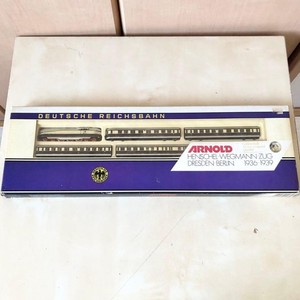 DEUTSCHE REICHSBAHN
ARNOLD
HENSCHEL-WEGMANN ZUG
DRESDEN BERLIN 1936/1939